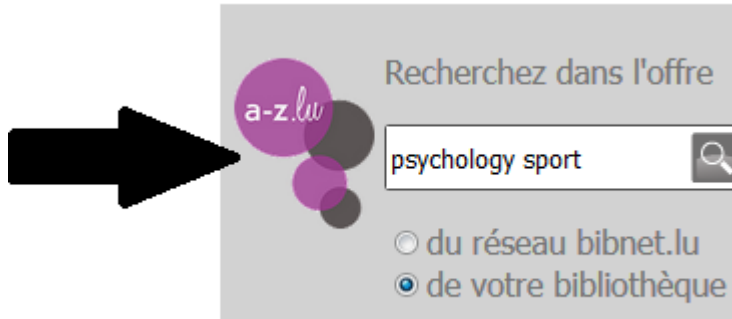 Recherchez dans l'offre
a-z.lu
psychology sport
du réseau bibnet.lu
de votre bibliothèque